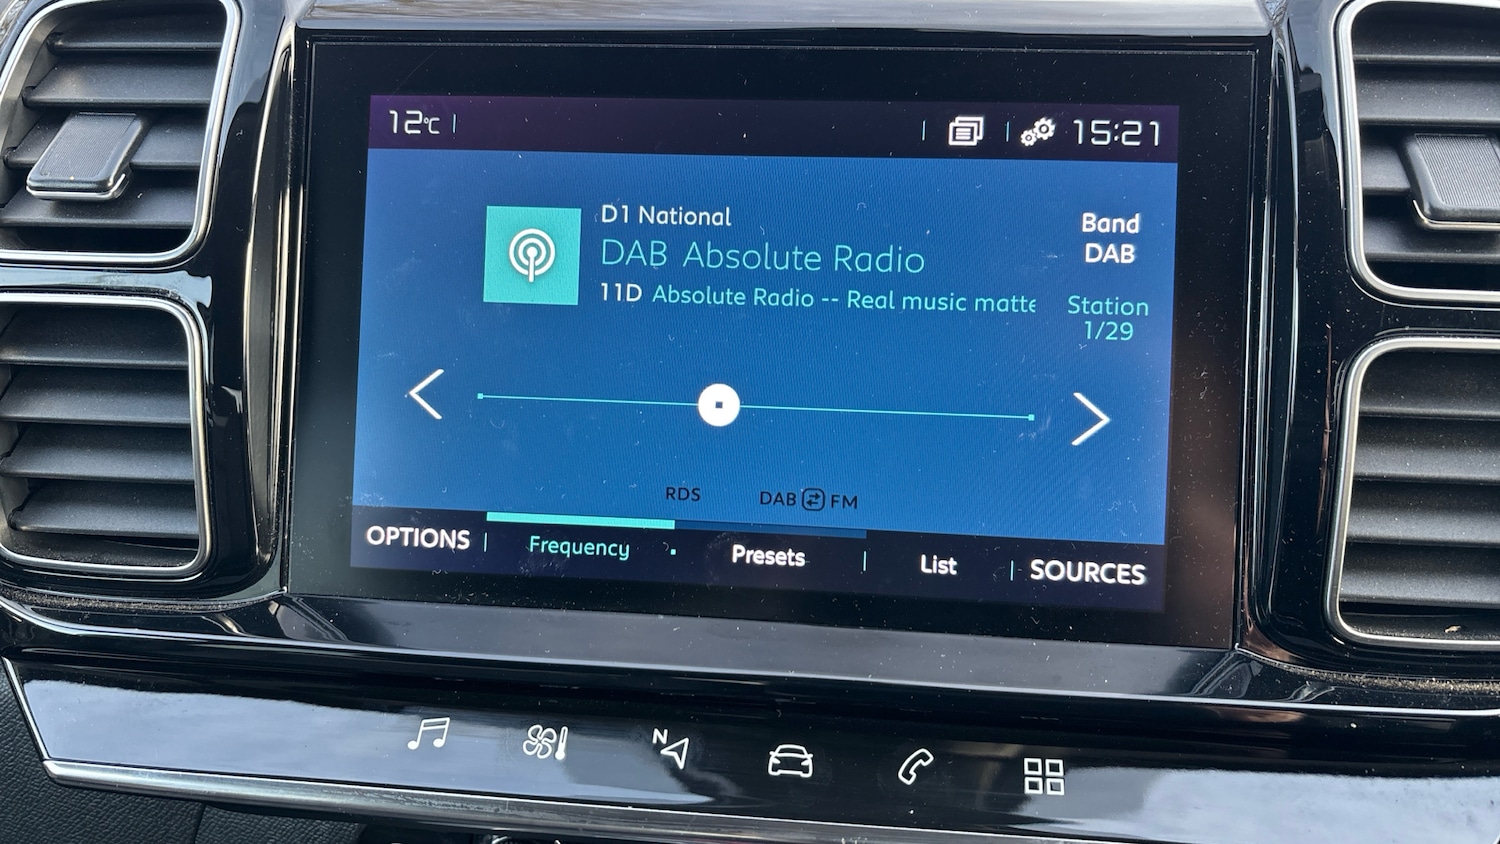 12°C
15:21
D1 National
DAB Absolute Radio
11D Absolute Radio -- Real music matte
Band
DAB
Station
1/29
RDS
DAB FM
OPTIONS
Frequency
Presets
List
SOURCES
N